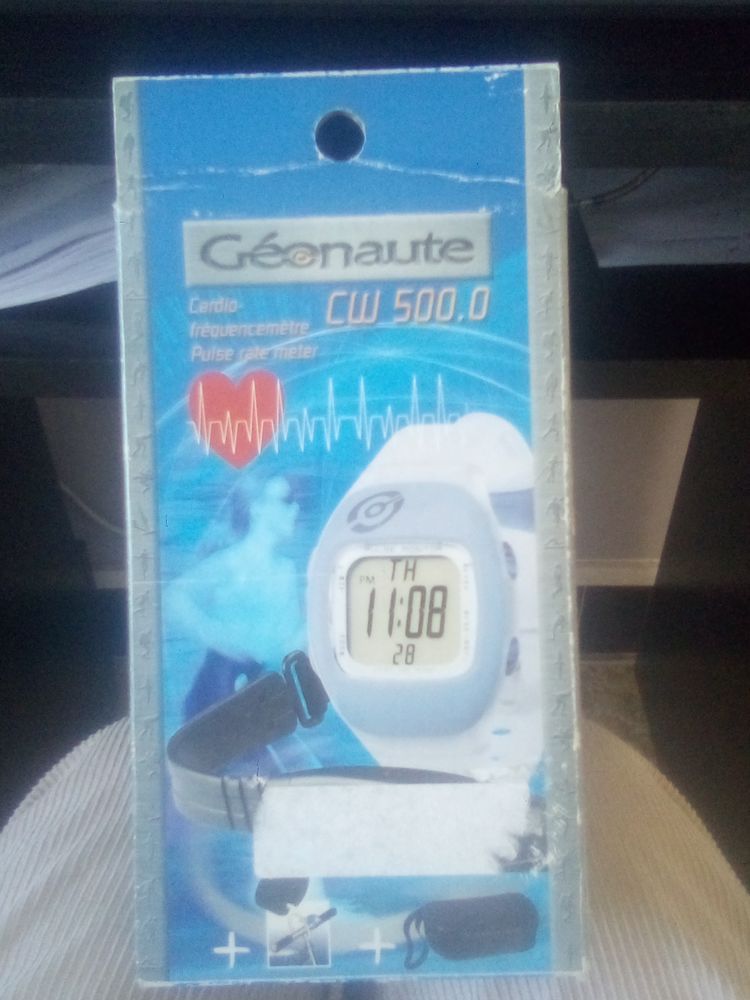 Géonaute
CW 500.0
Cardio-
fréquencemètre
Pulse rate meter
TH
PM
11:08
28
+
+